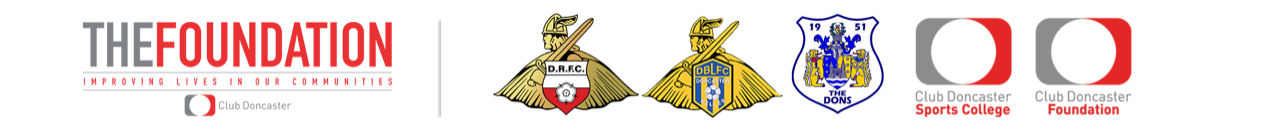 THEFOUNDATION
IMPROVING LIVES IN OUR COMMUNITIES
Club Doncaster
D.R.F.C.
DBLFC
19 51
THE
DONS
Club Doncaster
Sports College
Club Doncaster
Foundation